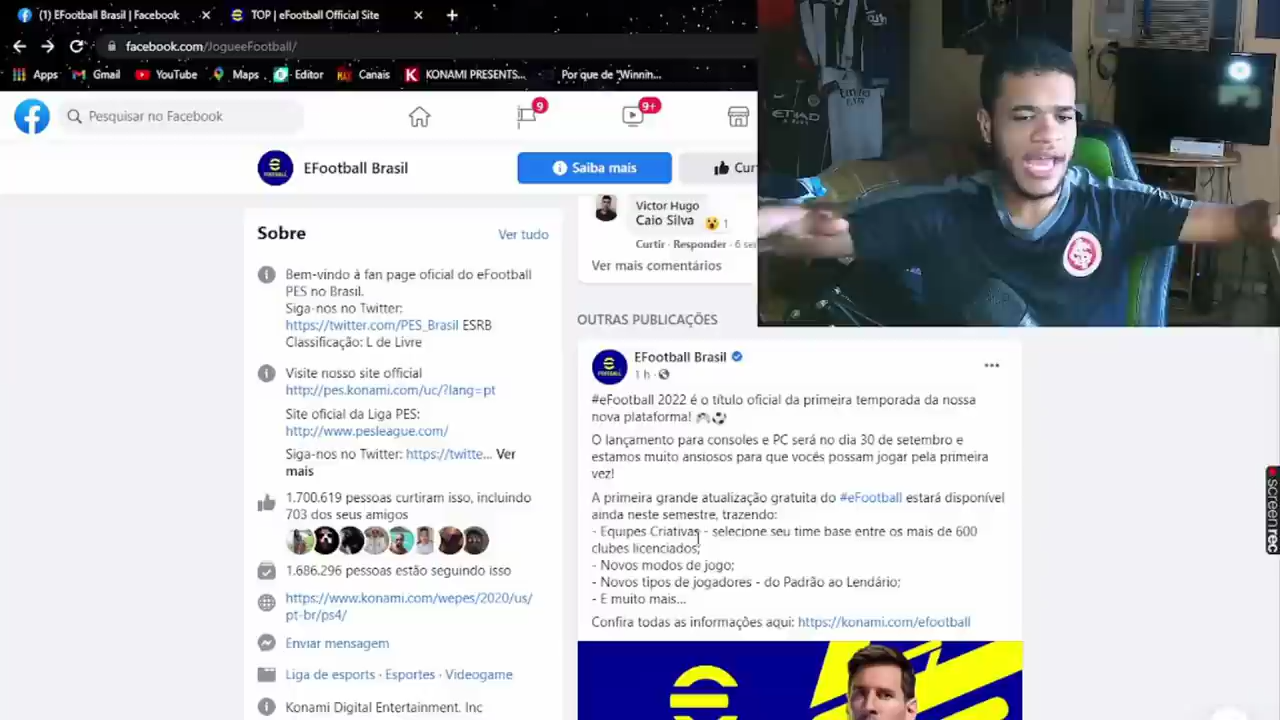 (1) EFootball Brasil | Facebook
TOP | eFootball Official Site
facebook.com/JogueeFootball/
Apps
Gmail
YouTube
Maps
Editor
Canais
KONAMI PRESENTS...
Por que de "Winnin...
Pesquisar no Facebook
9
9+
EFootball Brasil
Saiba mais
Cur
Sobre
Ver tudo
Bem-vindo à fan page oficial do eFootball
PES no Brasil.
Siga-nos no Twitter:
https://twitter.com/PES_Brasil ESRB
Classificação: L de Livre
Visite nosso site official
http://pes.konami.com/uc/?lang=pt
Site oficial da Liga PES:
http://www.pesleague.com/
Siga-nos no Twitter: https://twitte... Ver
mais
1.700.619 pessoas curtiram isso, incluindo
703 dos seus amigos
1.686.296 pessoas estão seguindo isso
https://www.konami.com/wepes/2020/us/
pt-br/ps4/
Enviar mensagem
Liga de esports · Esportes · Videogame
Konami Digital Entertainment, Inc
Victor Hugo
Caio Silva
1
Curtir · Responder · 6 se
Ver mais comentários
OUTRAS PUBLICAÇÕES
EFootball Brasil
1 h ·
#eFootball 2022 é o título oficial da primeira temporada da nossa
nova plataforma!
O lançamento para consoles e PC será no dia 30 de setembro e
estamos muito ansiosos para que vocês possam jogar pela primeira
vez!
A primeira grande atualização gratuita do #eFootball estará disponível
ainda neste semestre, trazendo:
- Equipes Criativas - selecione seu time base entre os mais de 600
clubes licenciados;
- Novos modos de jogo;
- Novos tipos de jogadores - do Padrão ao Lendário;
- E muito mais...
Confira todas as informações aqui: https://konami.com/efootball
ETIHAD
screenrec